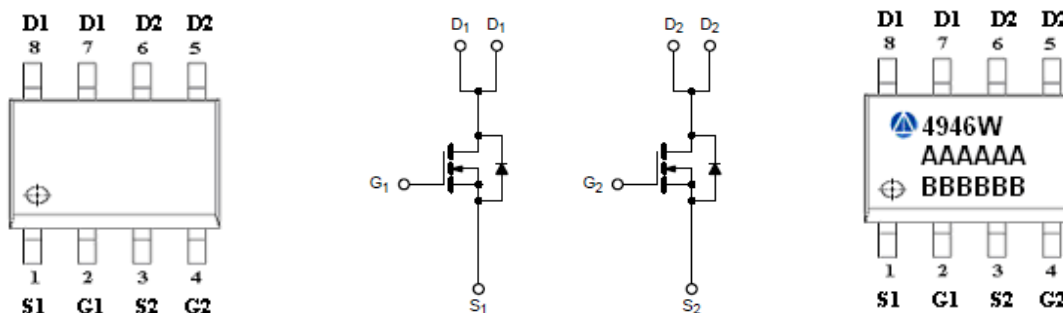 D1 D1 D2 D2
8 7 6 5
1 2 3 4
S1 G1 S2 G2
D1 D1
G1
S1
D2 D2
G2
S2
D1 D1 D2 D2
8 7 6 5
4946W
AAAAAA
BBBBBB
1 2 3 4
S1 G1 S2 G2